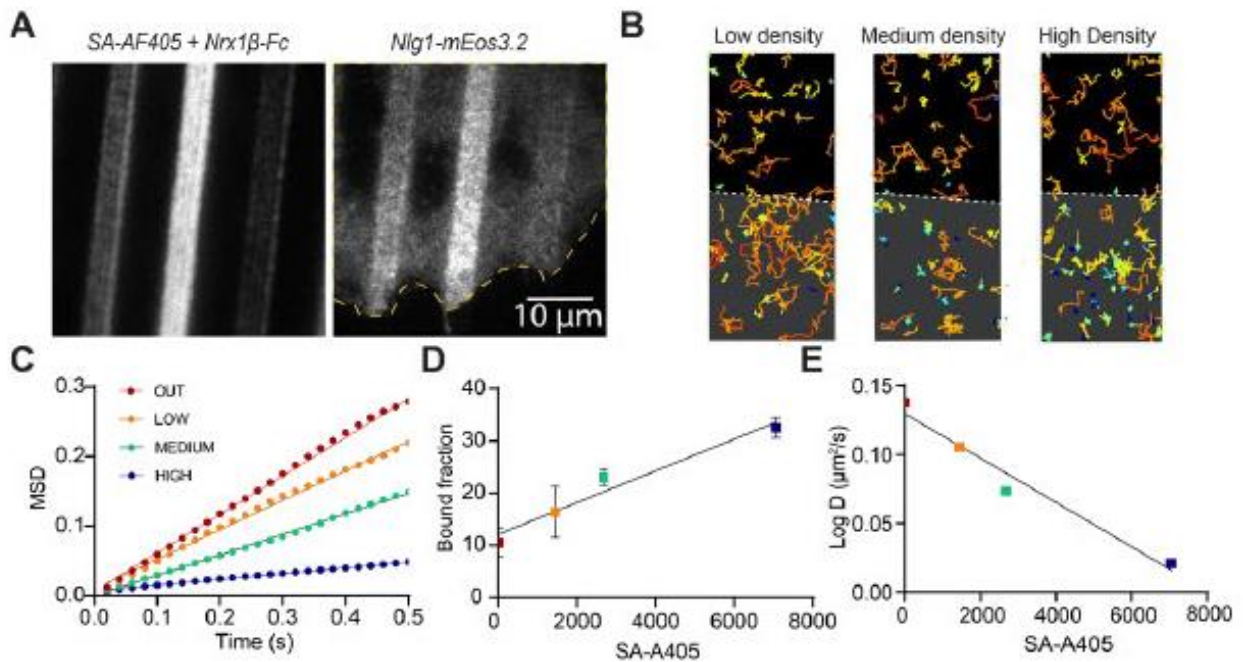 A
SA-AF405 + Nrx1β-Fc
Nlg1-mEos3.2
10 µm
B
Low density
Medium density
High Density
C
0.3
0.2
0.1
0.0
MSD
OUT
LOW
MEDIUM
HIGH
0.0 0.1 0.2 0.3 0.4 0.5
Time (s)
D
40
30
20
10
0
Bound fraction
0 2000 4000 6000 8000
SA-A405
E
0.15
0.10
0.05
0.00
Log D (µm²/s)
0 2000 4000 6000 8000
SA-A405